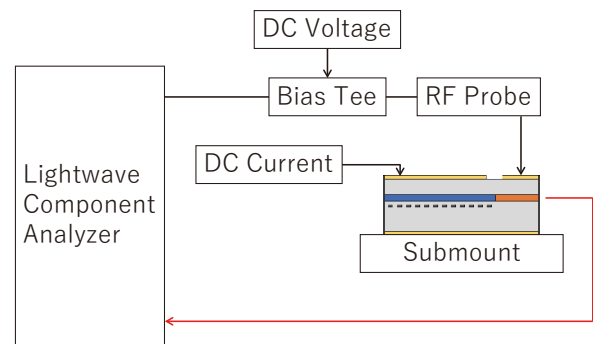 DC Voltage
Bias Tee
RF Probe
DC Current
Lightwave
Component
Analyzer
Submount